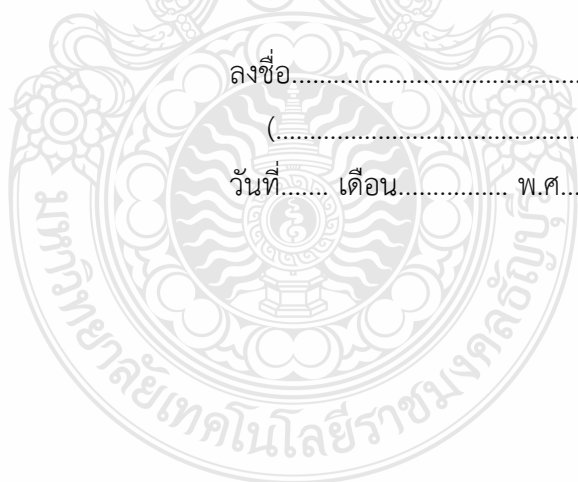 ลงชื่อ..........................................
(..........................................
วันที่....... เดือน............... พ.ศ....
มหาวิทยาลัยเทคโนโลยีราชมงคลธัญบุรี